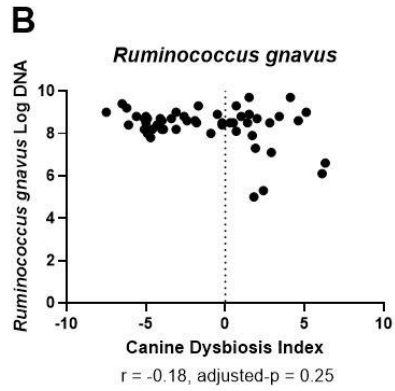 B
Ruminococcus gnavus
Ruminococcus gnavus Log DNA
10
8
6
4
2
0
-10
-5
0
5
10
Canine Dysbiosis Index
r = -0.18, adjusted-p = 0.25